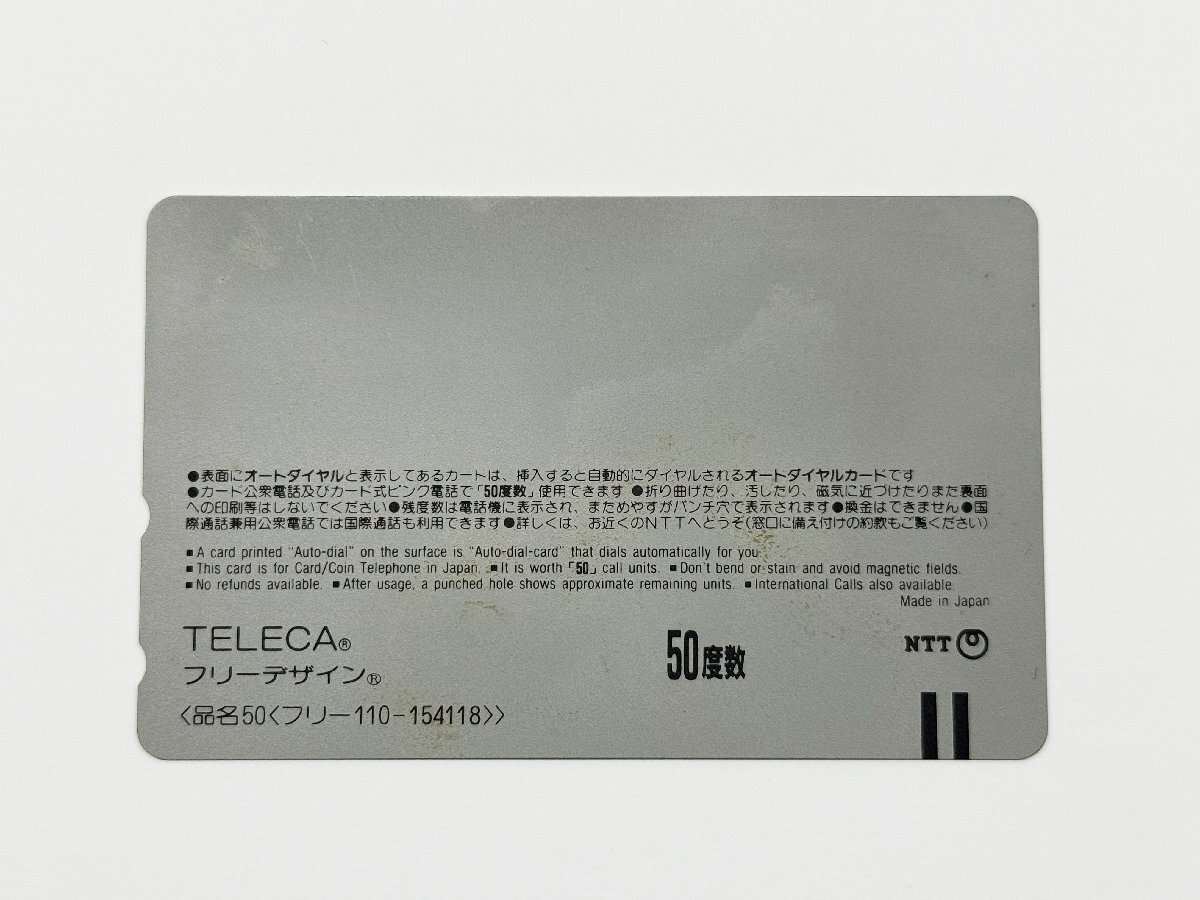 ●表面にオートダイヤルと表示してあるカードは、挿入すると自動的にダイヤルされるオートダイヤルカードです
●カード公衆電話及びカード式ピンク電話で「50度数」使用できます ●折り曲げたり、汚したり、磁気に近づけたりまた裏面
への印刷等はしないでください ●残度数は電話機に表示され、まためやすがパンチ穴で表示されます ●換金はできません ●国
際通話兼用公衆電話では国際通話も利用できます ●詳しくは、お近くのNTTへどうぞ(窓口に備え付けの約款もご覧ください)
■ A card printed "Auto-dial" on the surface is "Auto-dial-card" that dials automatically for you.
■ This card is for Card/Coin Telephone in Japan. ■ It is worth「50」call units. ■ Don't bend or stain and avoid magnetic fields.
■ No refunds available. ■ After usage, a punched hole shows approximate remaining units. ■ International Calls also available.
Made in Japan
TELECA®
フリーデザイン®
50度数
NTT
〈品名50〈フリー110-154118〉〉